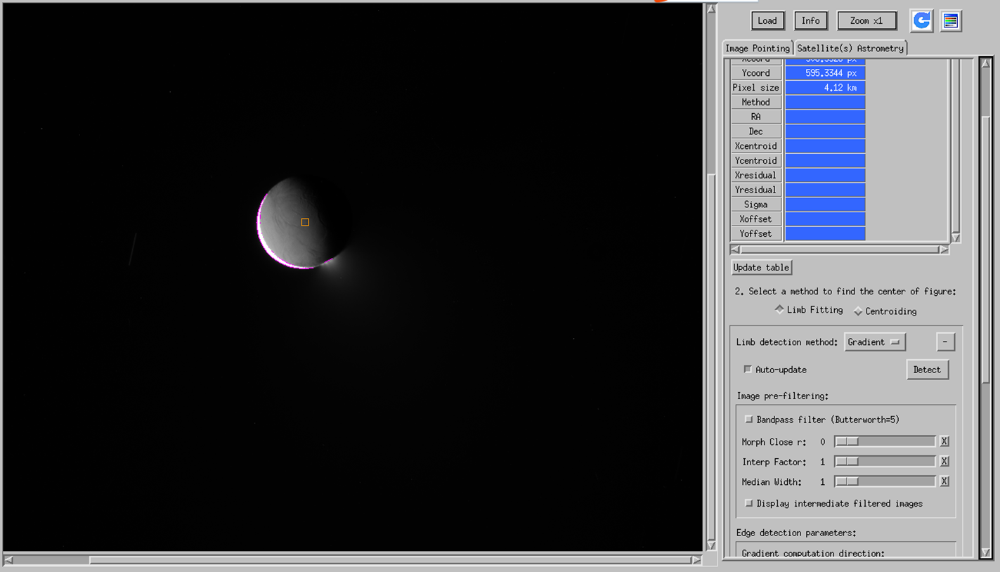 Load Info Zoom x1
Image Pointing Satellite(s) Astrometry
Ycoord 595.3344 px
Pixel size 4.12 km
Method
RA
Dec
Xcentroid
Ycentroid
Xresidual
Yresidual
Sigma
Xoffset
Yoffset
Update table
2. Select a method to find the center of figure:
Limb Fitting Centroiding
Limb detection method: Gradient -
Auto-update Detect
Image pre-filtering:
Bandpass filter (Butterworth=5)
Morph Close r: 0 X
Interp Factor: 1 X
Median Width: 1 X
Display intermediate filtered images
Edge detection parameters:
Gradient computation direction: